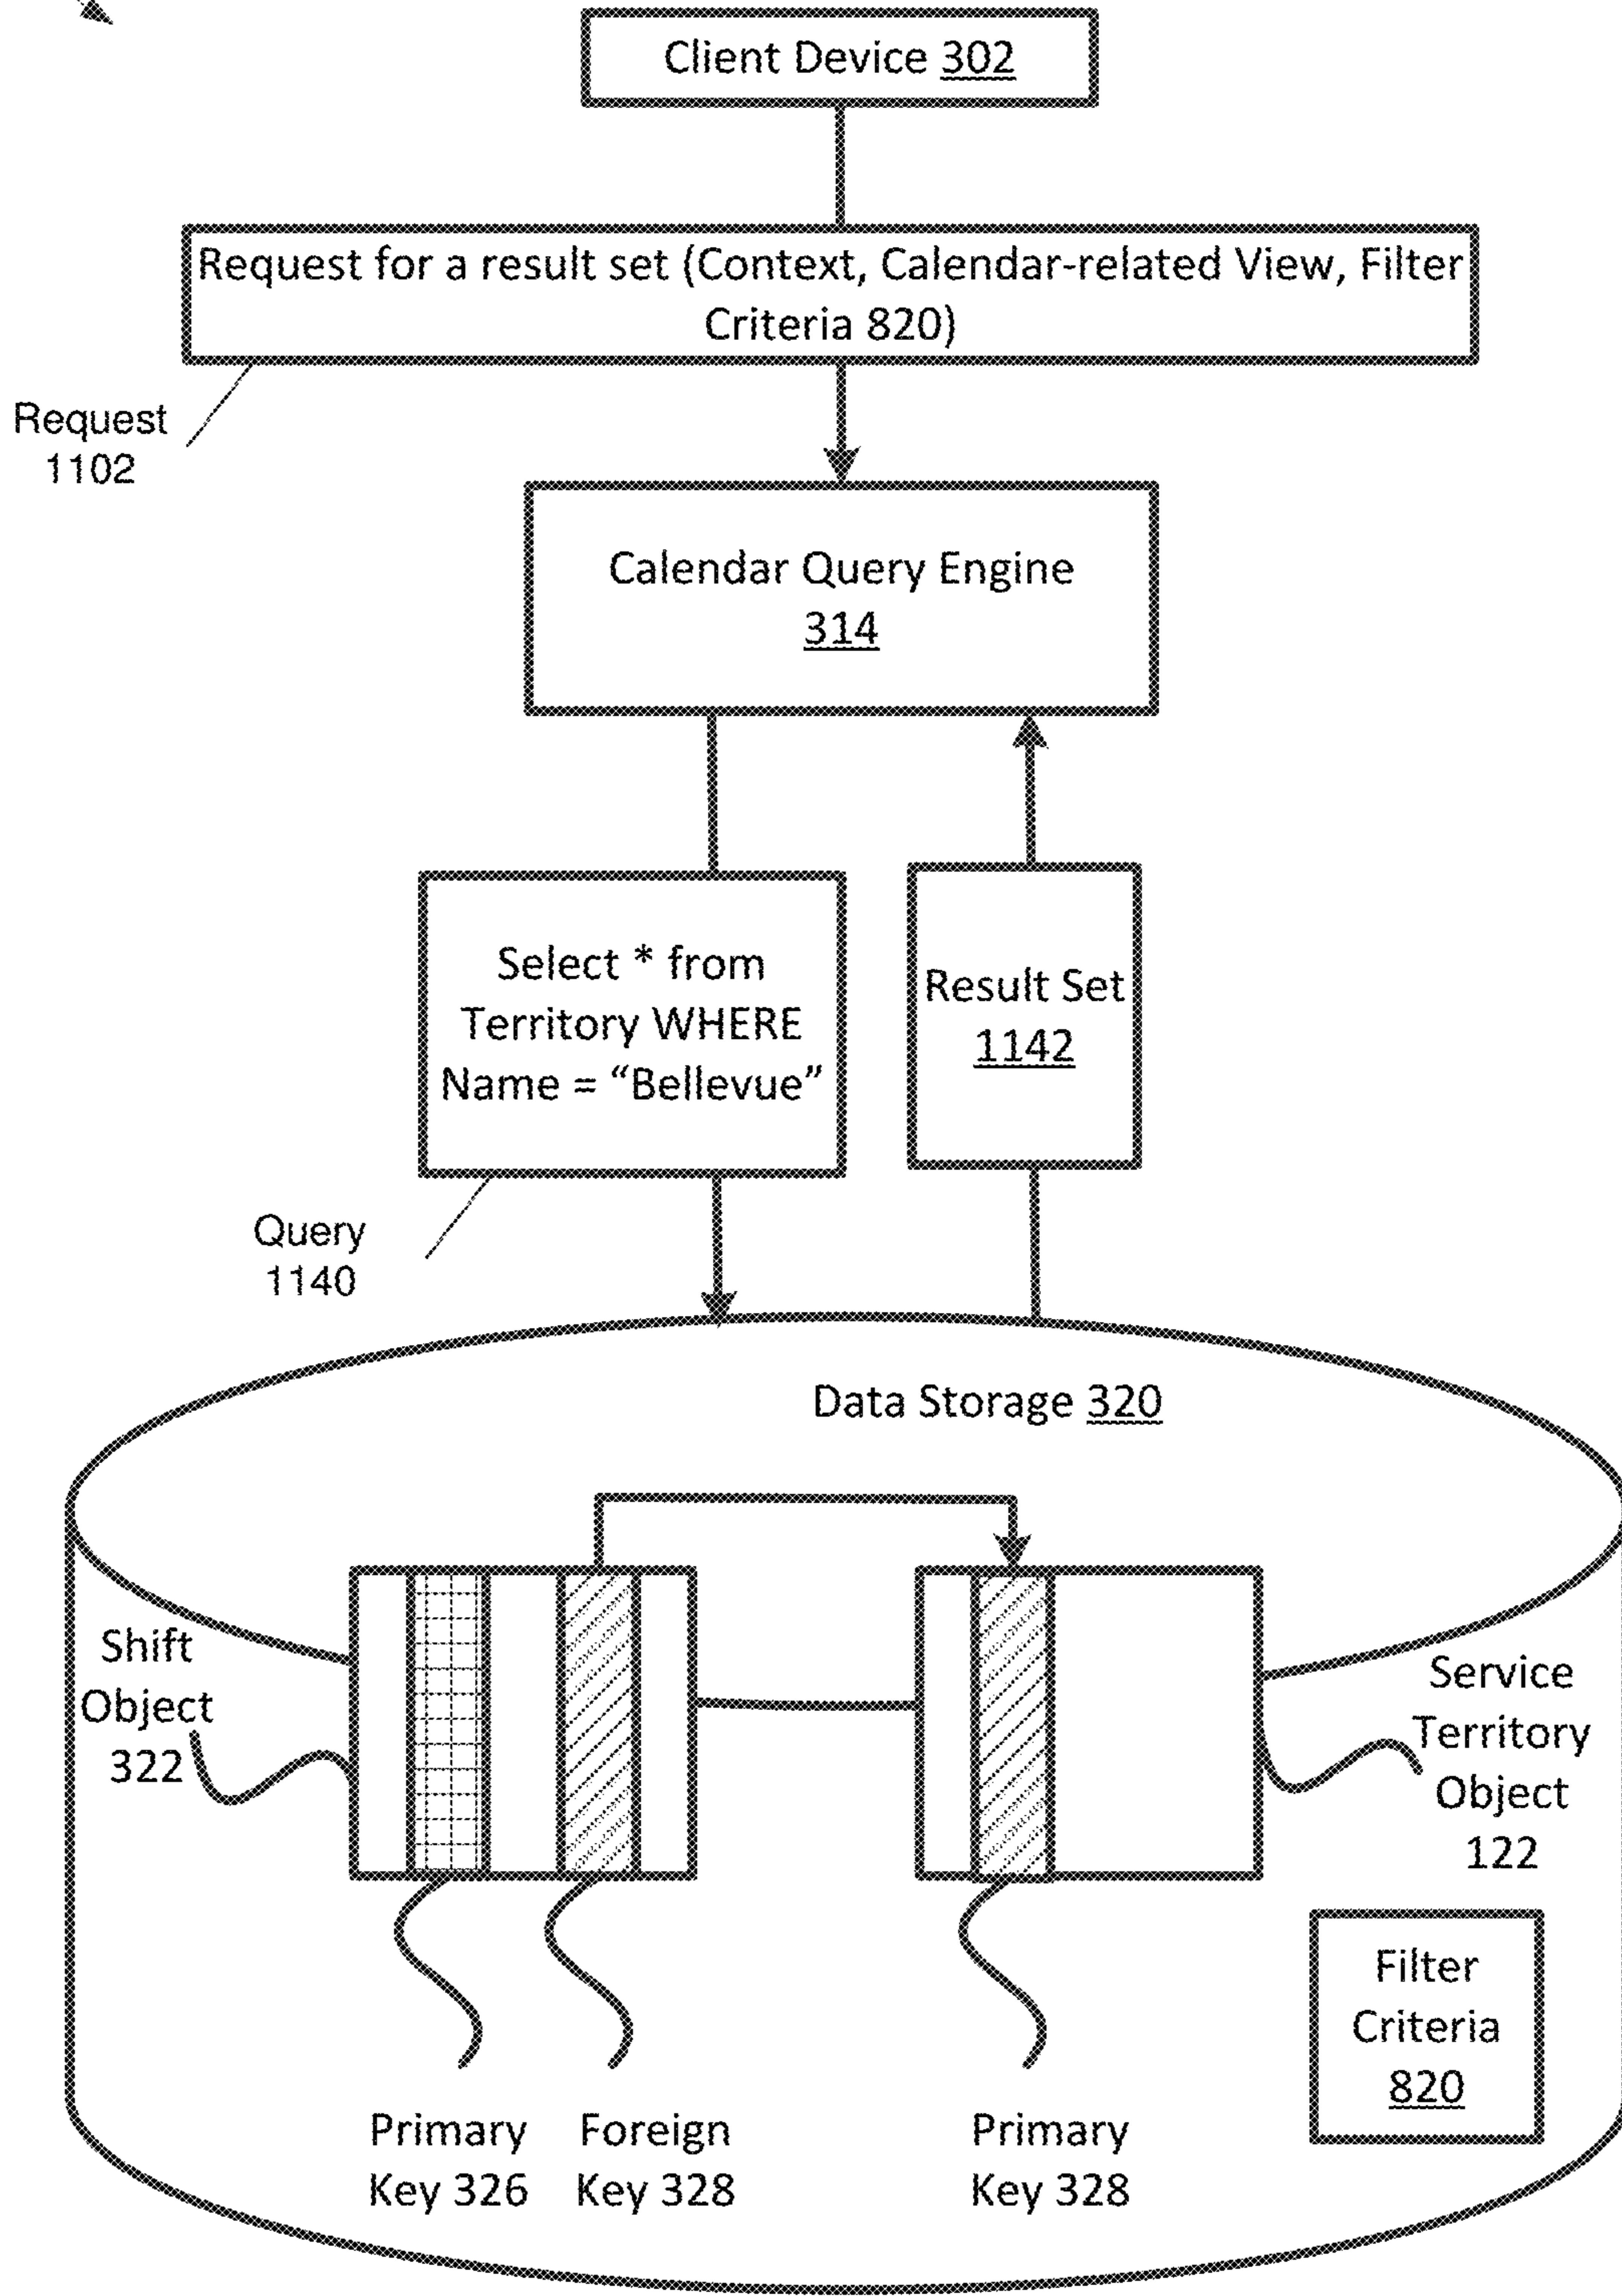 Client Device 302
Request for a result set (Context, Calendar-related View, Filter
Criteria 820)
Request
1102
Calendar Query Engine
314
Select * from
Territory WHERE
Name = “Bellevue”
Result Set
1142
Query
1140
Data Storage 320
Shift
Object
322
Service
Territory
Object
122
Filter
Criteria
820
Primary
Key 326
Foreign
Key 328
Primary
Key 328